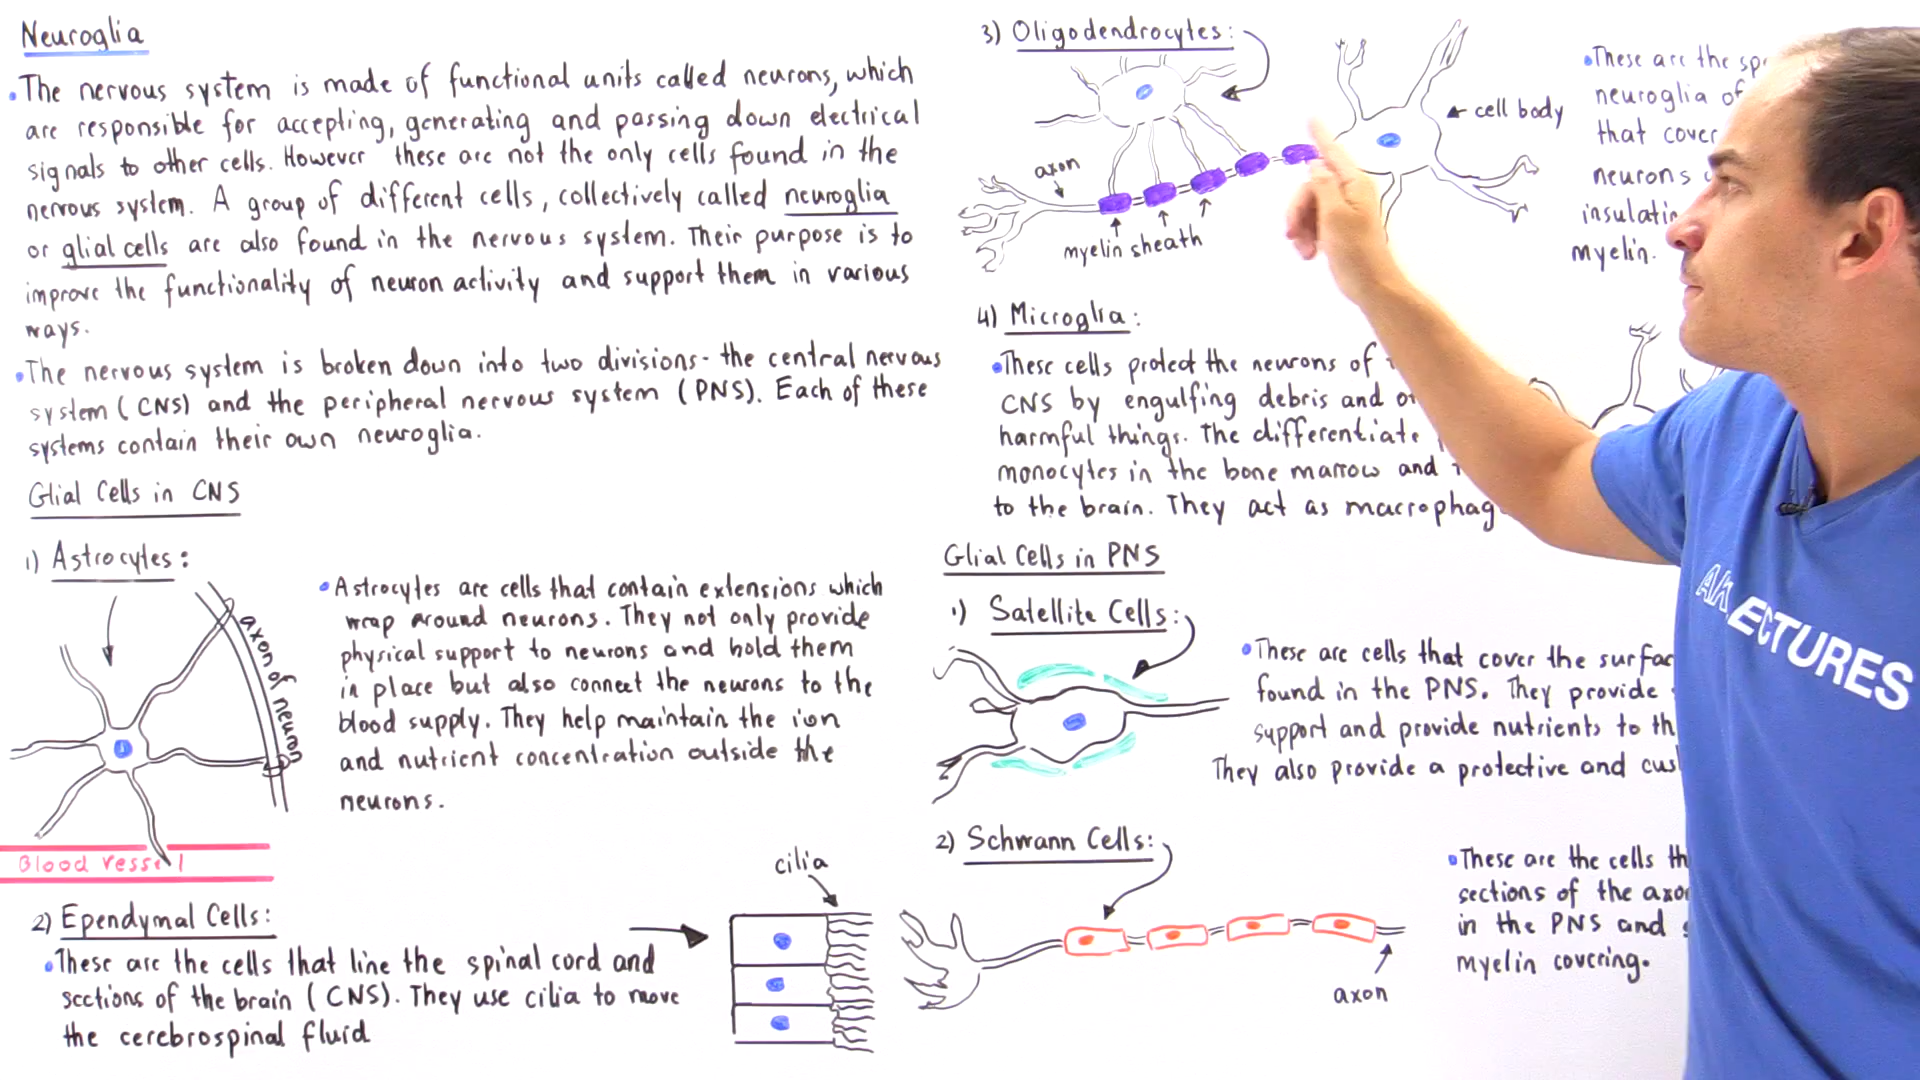 Neuroglia
• The nervous system is made of functional units called neurons, which
are responsible for accepting, generating and passing down electrical
signals to other cells. However these are not the only cells found in the
nervous system. A group of different cells, collectively called neuroglia
or glial cells are also found in the nervous system. Their purpose is to
improve the functionality of neuron activity and support them in various
ways.
• The nervous system is broken down into two divisions - the central nervous
system (CNS) and the peripheral nervous system (PNS). Each of these
systems contain their own neuroglia.
Glial Cells in CNS
1) Astrocytes:
axon of neuron
Blood vessel
• Astrocytes are cells that contain extensions which
wrap around neurons. They not only provide
physical support to neurons and hold them
in place but also connect the neurons to the
blood supply. They help maintain the ion
and nutrient concentration outside the
neurons.
2) Ependymal Cells:
• These are the cells that line the spinal cord and
sections of the brain (CNS). They use cilia to move
the cerebrospinal fluid
cilia
3) Oligodendrocytes:
cell body
axon
myelin sheath
• These are the sp
neuroglia of
that cover
neurons
insulatin
myelin.
4) Microglia:
• These cells protect the neurons of
CNS by engulfing debris and
harmful things. The differentiate
monocytes in the bone marrow and
to the brain. They act as macrophag
Glial Cells in PNS
1) Satellite Cells:
• These are cells that cover the surfac
found in the PNS. They provide
support and provide nutrients to th
They also provide a protective and cus
2) Schwann Cells:
axon
• These are the cells th
sections of the axo
in the PNS and
myelin covering.
AK LECTURES